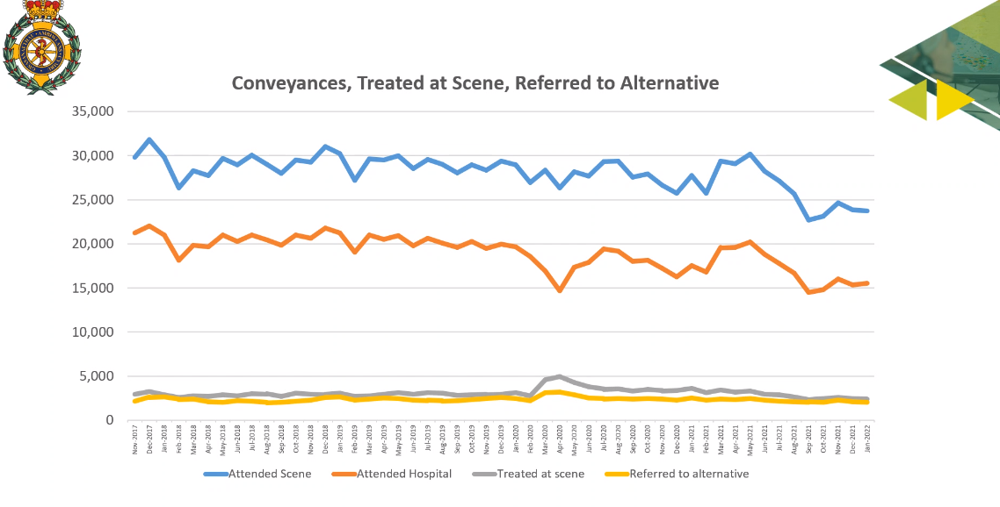 Conveyances, Treated at Scene, Referred to Alternative
35,000
30,000
25,000
20,000
15,000
10,000
5,000
0
Nov-2017 Dec-2017 Jan-2018 Feb-2018 Mar-2018 Apr-2018 May-2018 Jun-2018 Jul-2018 Aug-2018 Sep-2018 Oct-2018 Nov-2018 Dec-2018 Jan-2019 Feb-2019 Mar-2019 Apr-2019 May-2019 Jun-2019 Jul-2019 Aug-2019 Sep-2019 Oct-2019 Nov-2019 Dec-2019 Jan-2020 Feb-2020 Mar-2020 Apr-2020 May-2020 Jun-2020 Jul-2020 Aug-2020 Sep-2020 Oct-2020 Nov-2020 Dec-2020 Jan-2021 Feb-2021 Mar-2021 Apr-2021 May-2021 Jun-2021 Jul-2021 Aug-2021 Sep-2021 Oct-2021 Nov-2021 Dec-2021 Jan-2022
Attended Scene Attended Hospital Treated at scene Referred to alternative